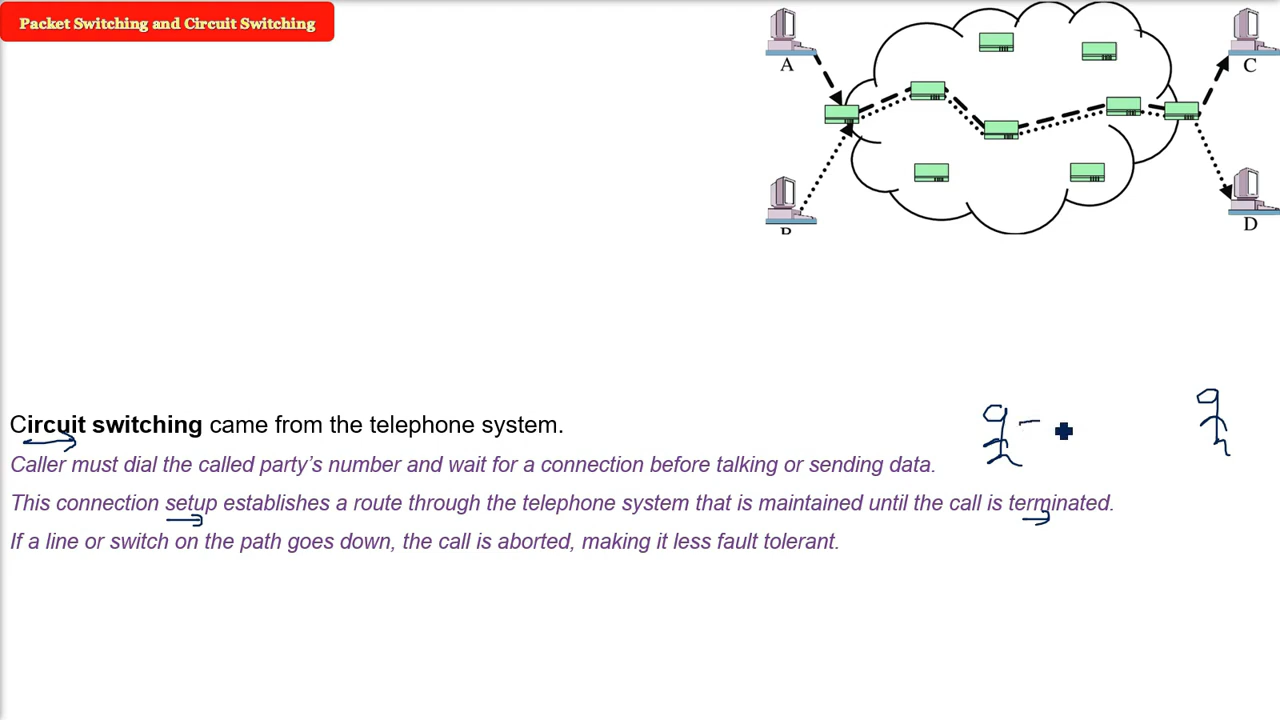 Packet Switching and Circuit Switching
A
C
D
Circuit switching came from the telephone system.
Caller must dial the called party's number and wait for a connection before talking or sending data.
This connection setup establishes a route through the telephone system that is maintained until the call is terminated.
If a line or switch on the path goes down, the call is aborted, making it less fault tolerant.